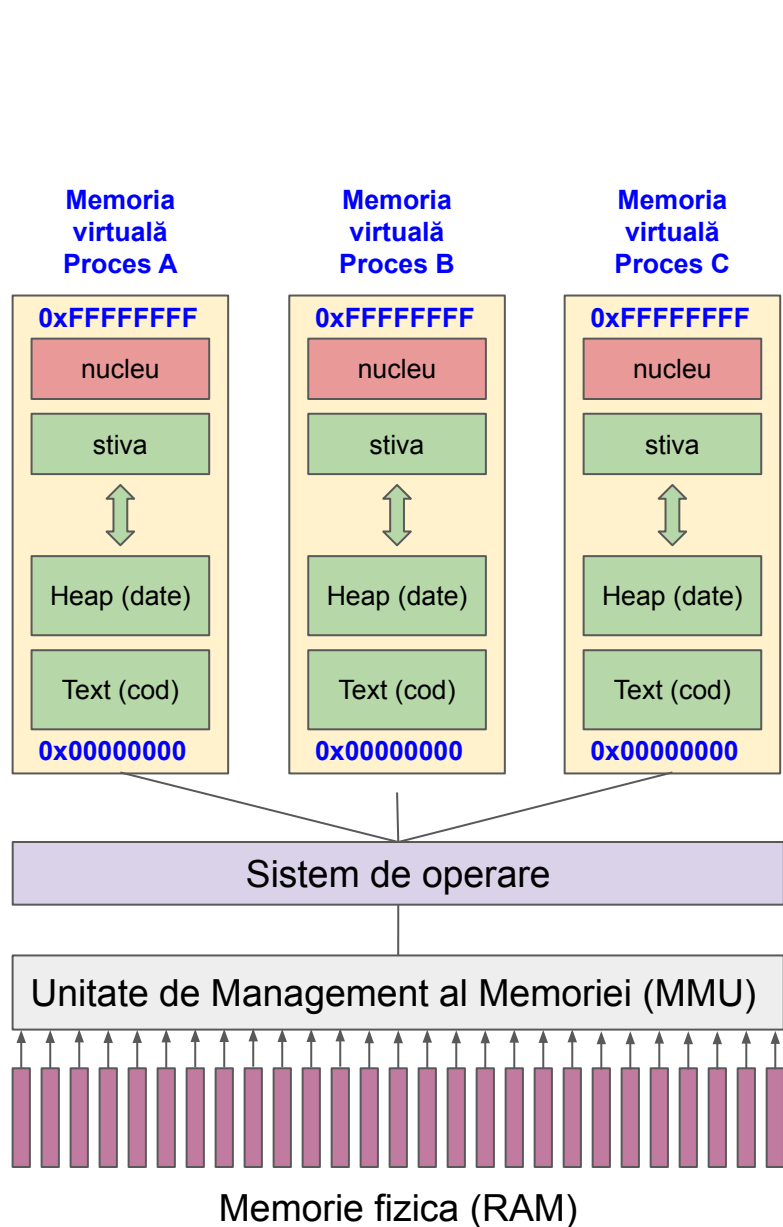 Memoria
virtuală
Proces A
0xFFFFFFFF
nucleu
stiva
Heap (date)
Text (cod)
0x00000000
Memoria
virtuală
Proces B
0xFFFFFFFF
nucleu
stiva
Heap (date)
Text (cod)
0x00000000
Memoria
virtuală
Proces C
0xFFFFFFFF
nucleu
stiva
Heap (date)
Text (cod)
0x00000000
Sistem de operare
Unitate de Management al Memoriei (MMU)
Memorie fizica (RAM)